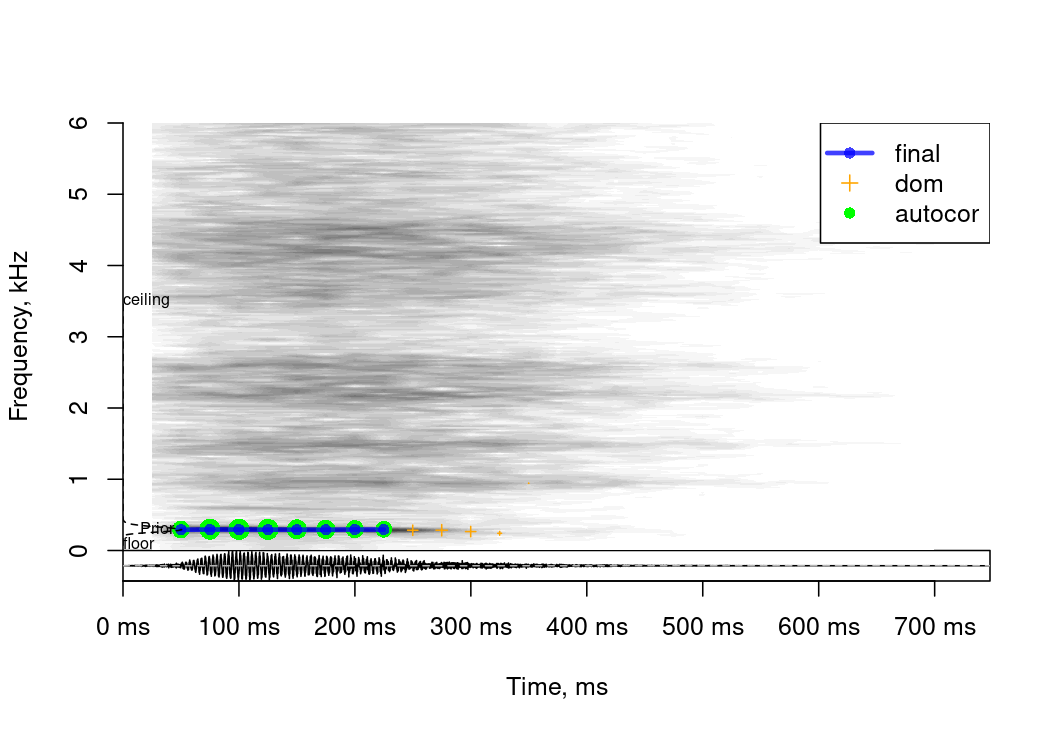 6
5
4
3
2
1
0
Frequency, kHz
ceiling
Prior
floor
final
dom
autocor
0 ms 100 ms 200 ms 300 ms 400 ms 500 ms 600 ms 700 ms
Time, ms